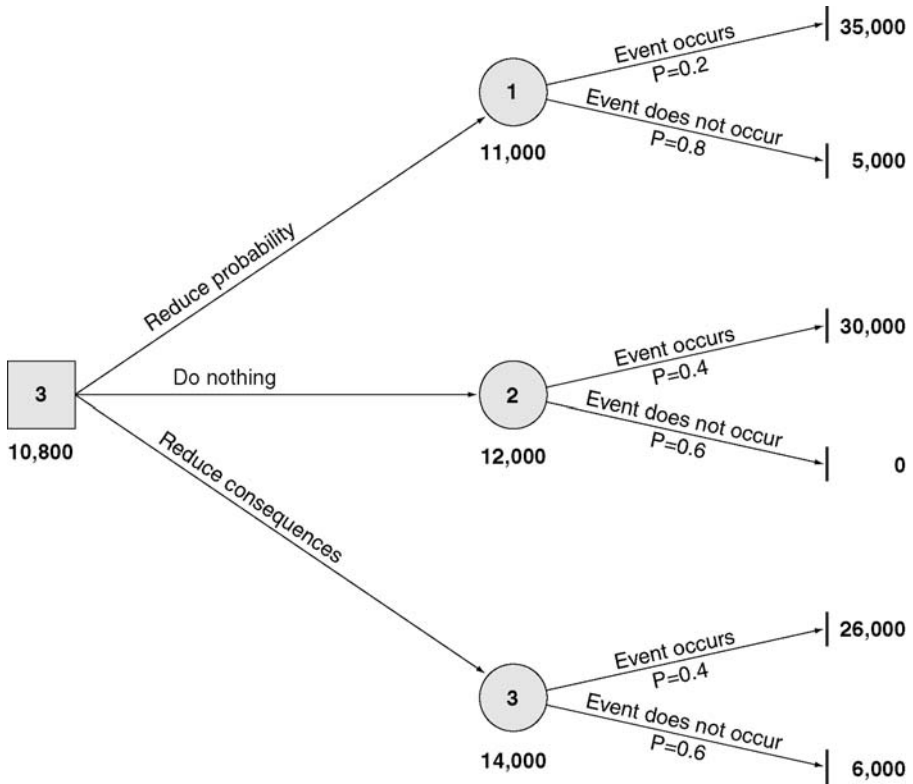 Event occurs
P=0.2
35,000
1
11,000
Event does not occur
P=0.8
5,000
Reduce probability
Event occurs
P=0.4
30,000
3
10,800
Do nothing
2
12,000
Event does not occur
P=0.6
0
Reduce consequences
Event occurs
P=0.4
26,000
3
14,000
Event does not occur
P=0.6
6,000